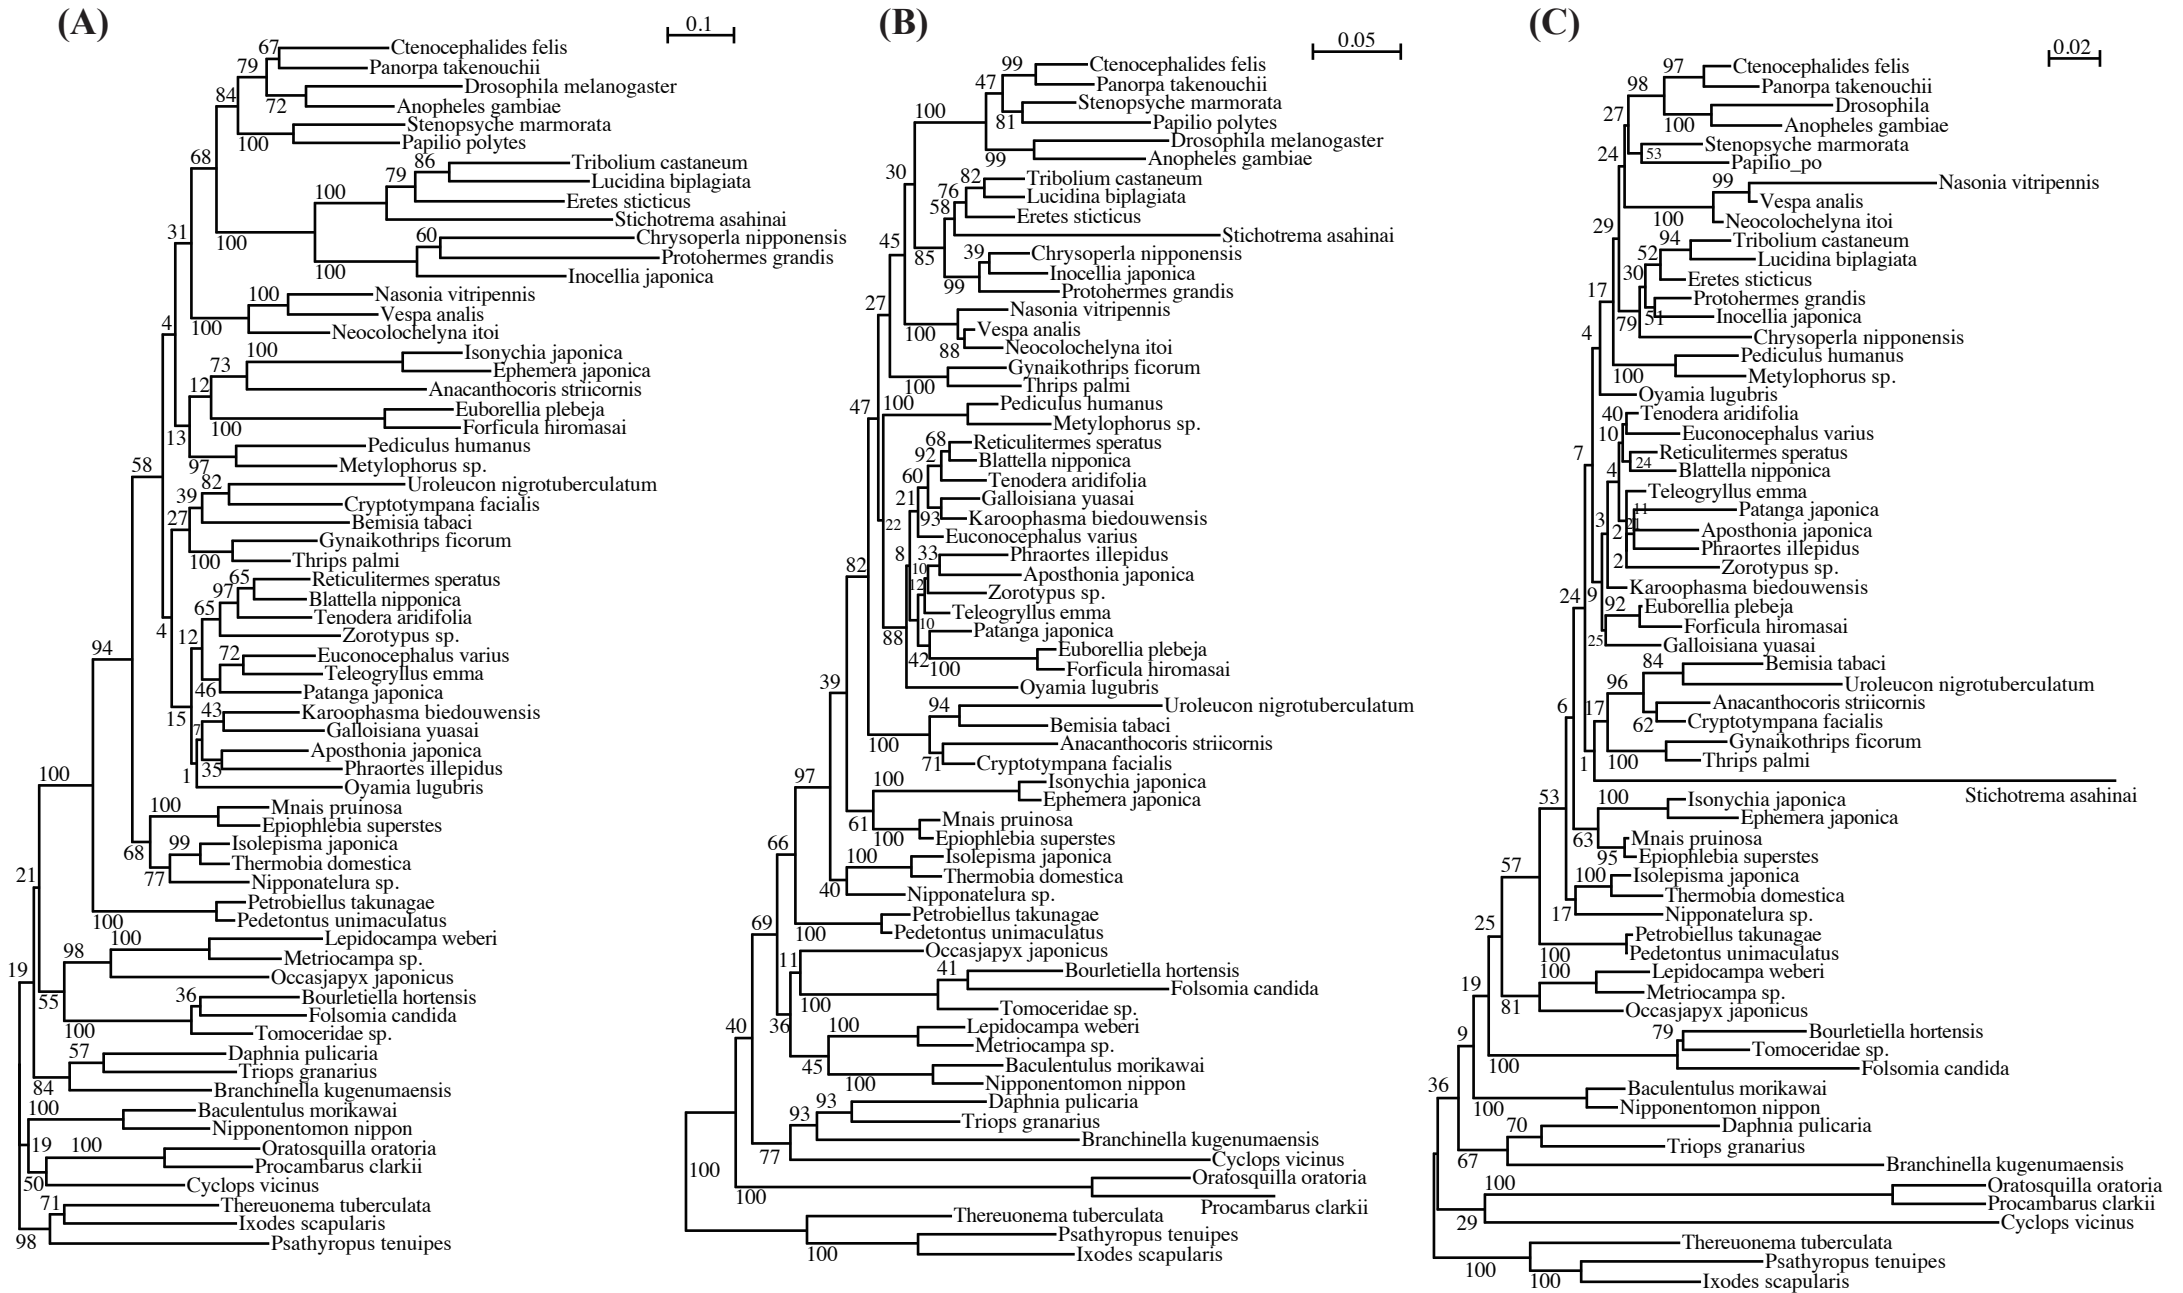 (A)
0.1
67
Ctenocephalides felis
79
Panorpa takenouchii
84
Drosophila melanogaster
72
Anopheles gambiae
Stenopsyche marmorata
100
Papilio polytes
68
86
Tribolium castaneum
79
Lucidina biplagiata
100
Eretes sticticus
Stichotrema asahinai
31
100
60
Chrysoperla nipponensis
Protohermes grandis
100
Inocellia japonica
100
Nasonia vitripennis
Vespa analis
4
100
Neocolochelyna itoi
100
Isonychia japonica
73
Ephemera japonica
12
Anacanthocoris striicornis
Euborellia plebeja
100
Forficula hiromasai
13
Pediculus humanus
58
97
Metylophorus sp.
82
Uroleucon nigrotuberculatum
39
Cryptotympana facialis
27
Bemisia tabaci
Gynaikothrips ficorum
100
Thrips palmi
65
Reticulitermes speratus
97
Blattella nipponica
65
Tenodera aridifolia
4
12
Zorotypus sp.
94
72
Euconocephalus varius
Teleogryllus emma
46
Patanga japonica
15
43
Karoophasma biedouwensis
7
Galloisiana yuasai
Aposthonia japonica
35
Phraortes illepidus
1
Oyamia lugubris
100
100
Mnais pruinosa
Epiophlebia superstes
99
Isolepisma japonica
68
Thermobia domestica
77
Nipponatelura sp.
21
Petrobiellus takunagae
100
Pedetontus unimaculatus
100
Lepidocampa weberi
98
Metriocampa sp.
19
Occasjapyx japonicus
55
36
Bourletiella hortensis
Folsomia candida
100
Tomoceridae sp.
57
Daphnia pulicaria
Triops granarius
84
Branchinella kugenumaensis
100
Baculentulus morikawai
Nipponentomon nippon
19
100
Oratosquilla oratoria
Procambarus clarkii
50
Cyclops vicinus
71
Thereuonema tuberculata
Ixodes scapularis
98
Psathyropus tenuipes
(B)
0.05
99
Ctenocephalides felis
47
Panorpa takenouchii
100
Stenopsyche marmorata
81
Papilio polytes
Drosophila melanogaster
99
Anopheles gambiae
30
82
Tribolium castaneum
76
Lucidina biplagiata
58
Eretes sticticus
Stichotrema asahinai
45
85
39
Chrysoperla nipponensis
Inocellia japonica
99
Protohermes grandis
27
Nasonia vitripennis
100
Vespa analis
88
Neocolochelyna itoi
Gynaikothrips ficorum
100
Thrips palmi
47
100
Pediculus humanus
Metylophorus sp.
68
Reticulitermes speratus
92
Blattella nipponica
60
Tenodera aridifolia
21
Galloisiana yuasai
22
93
Karoophasma biedouwensis
Euconocephalus varius
8
33
Phraortes illepidus
82
10
Aposthonia japonica
12
Zorotypus sp.
Teleogryllus emma
10
Patanga japonica
88
Euborellia plebeja
42
100
Forficula hiromasai
39
Oyamia lugubris
94
Uroleucon nigrotuberculatum
Bemisia tabaci
100
Anacanthocoris striicornis
71
Cryptotympana facialis
97
100
Isonychia japonica
Ephemera japonica
61
Mnais pruinosa
100
Epiophlebia superstes
66
100
Isolepisma japonica
Thermobia domestica
40
Nipponatelura sp.
69
Petrobiellus takunagae
100
Pedetontus unimaculatus
11
Occasjapyx japonicus
41
Bourletiella hortensis
Folsomia candida
100
Tomoceridae sp.
40
36
100
Lepidocampa weberi
Metriocampa sp.
45
Baculentulus morikawai
100
Nipponentomon nippon
93
Daphnia pulicaria
93
Triops granarius
Branchinella kugenumaensis
77
Cyclops vicinus
100
Oratosquilla oratoria
100
Procambarus clarkii
Thereuonema tuberculata
Psathyropus tenuipes
100
Ixodes scapularis
(C)
0.02
97
Ctenocephalides felis
98
Panorpa takenouchii
27
Drosophila
100
Anopheles gambiae
Stenopsyche marmorata
24
53
Papilio_po
99
Nasonia vitripennis
Vespa analis
100
Neocolochelyna itoi
29
94
Tribolium castaneum
52
Lucidina biplagiata
30
Eretes sticticus
17
Protohermes grandis
51
Inocellia japonica
79
Chrysoperla nipponensis
4
Pediculus humanus
100
Metylophorus sp.
Oyamia lugubris
40
Tenodera aridifolia
10
Euconocephalus varius
7
Reticulitermes speratus
24
Blattella nipponica
4
Teleogryllus emma
11
Patanga japonica
3
2
21
Aposthonia japonica
Phraortes illepidus
2
Zorotypus sp.
Karoophasma biedouwensis
24
9
92
Euborellia plebeja
Forficula hiromasai
25
Galloisiana yuasai
84
Bemisia tabaci
96
Uroleucon nigrotuberculatum
6
17
Anacanthocoris striicornis
62
Cryptotympana facialis
Gynaikothrips ficorum
1
100
Thrips palmi
Stichotrema asahinai
53
100
Isonychia japonica
Ephemera japonica
63
Mnais pruinosa
95
Epiophlebia superstes
57
100
Isolepisma japonica
Thermobia domestica
17
Nipponatelura sp.
25
Petrobiellus takunagae
100
Pedetontus unimaculatus
100
Lepidocampa weberi
19
Metriocampa sp.
81
Occasjapyx japonicus
9
79
Bourletiella hortensis
Tomoceridae sp.
100
Folsomia candida
36
Baculentulus morikawai
100
Nipponentomon nippon
70
Daphnia pulicaria
Triops granarius
67
Branchinella kugenumaensis
100
Oratosquilla oratoria
Procambarus clarkii
29
Cyclops vicinus
Thereuonema tuberculata
100
Psathyropus tenuipes
100
Ixodes scapularis